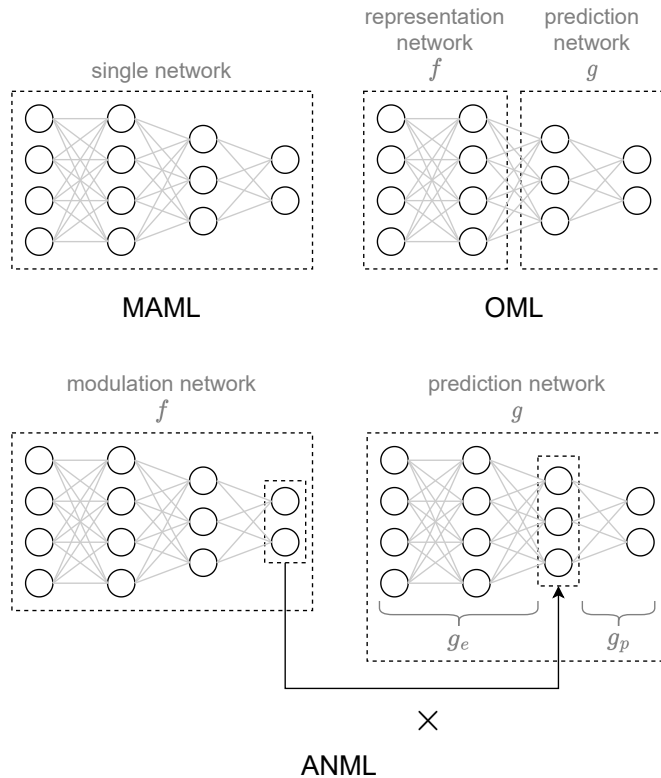 single network
representation
network
f
prediction
network
g
MAML
OML
modulation network
f
prediction network
g
g_e
g_p
×
ANML